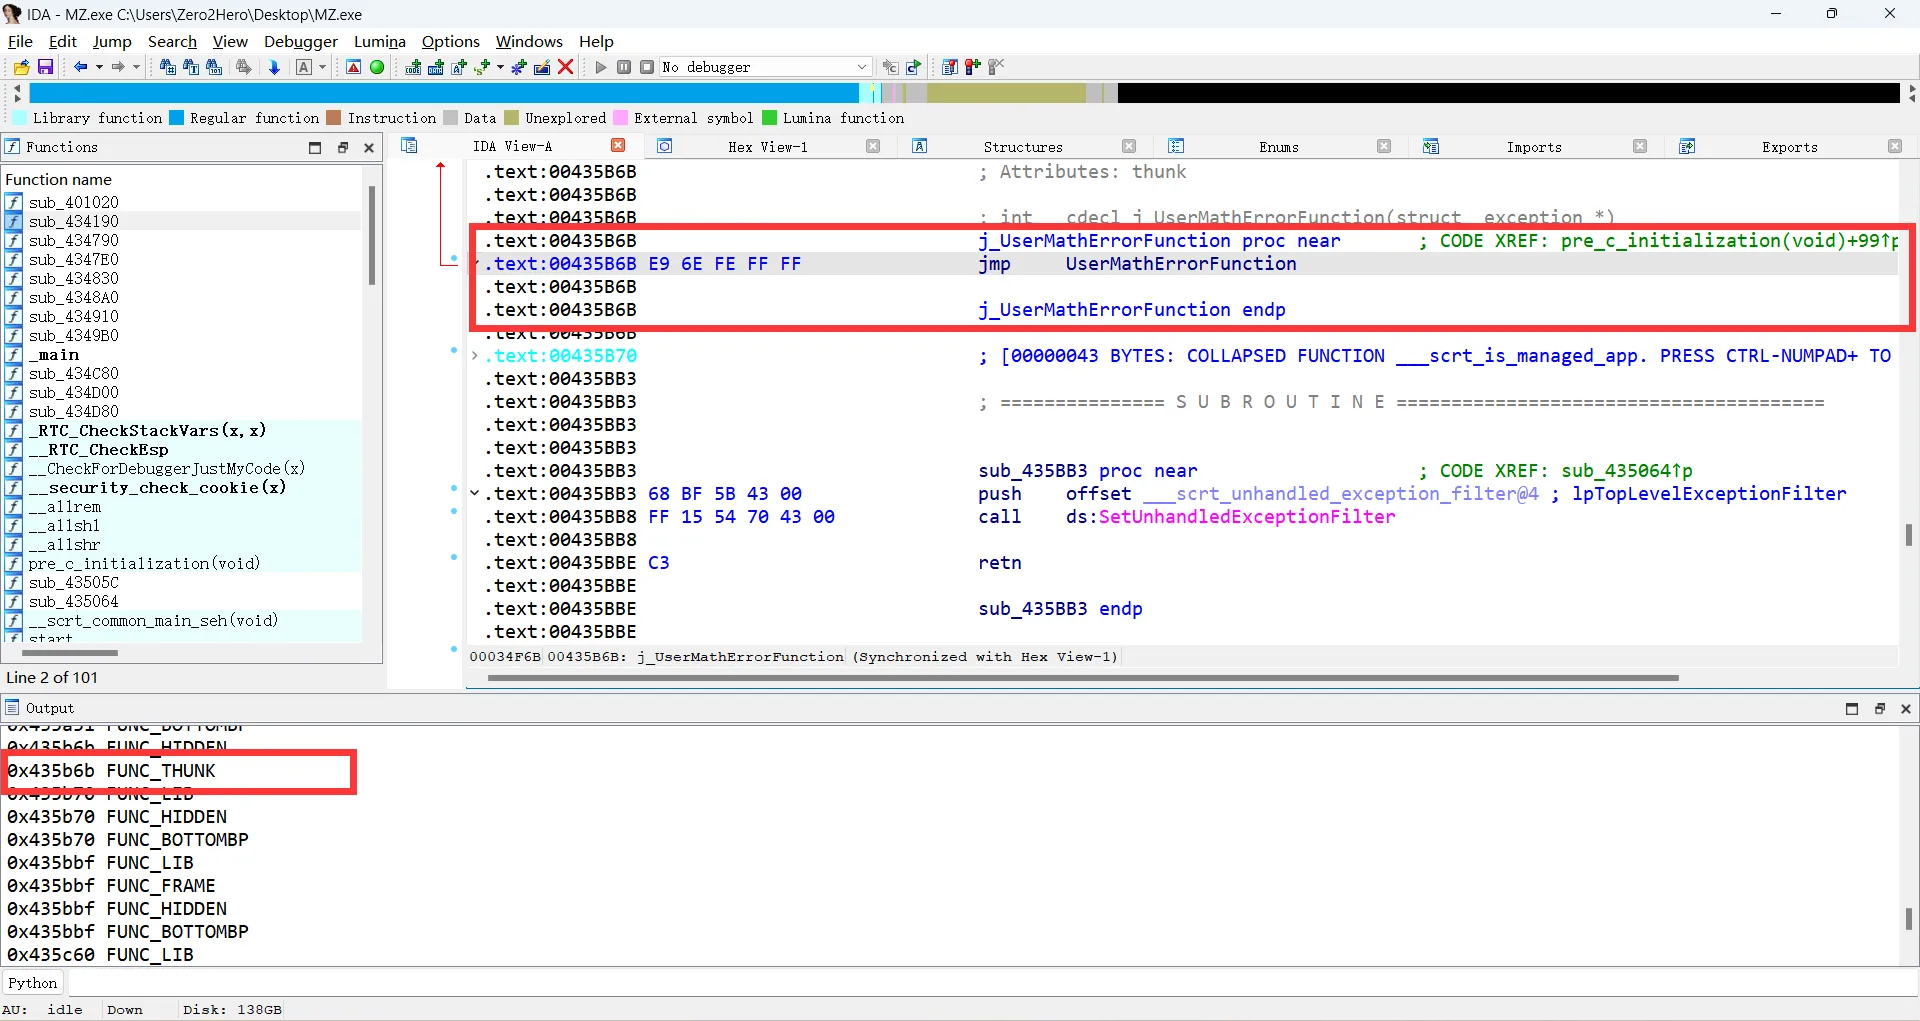 IDA - MZ.exe C:\Users\Zero2Hero\Desktop\MZ.exe
File Edit Jump Search View Debugger Lumina Options Windows Help
No debugger
Library function Regular function Instruction Data Unexplored External symbol Lumina function
Functions
Function name
sub_401020
sub_434190
sub_434790
sub_4347E0
sub_434830
sub_4348A0
sub_434910
sub_4349B0
_main
sub_434C80
sub_434D00
sub_434D80
_RTC_CheckStackVars(x,x)
__RTC_CheckEsp
__CheckForDebuggerJustMyCode(x)
__security_check_cookie(x)
__allrem
__allshl
__allshr
pre_c_initialization(void)
sub_43505C
sub_435064
__scrt_common_main_seh(void)
start
Line 2 of 101
IDA View-A Hex View-1 Structures Enums Imports Exports
.text:00435B6B ; Attributes: thunk
.text:00435B6B
.text:00435B6B ; int __cdecl j_UserMathErrorFunction(struct _exception *)
.text:00435B6B j_UserMathErrorFunction proc near ; CODE XREF: pre_c_initialization(void)+99↑p
.text:00435B6B E9 6E FE FF FF jmp UserMathErrorFunction
.text:00435B6B
.text:00435B6B j_UserMathErrorFunction endp
.text:00435B6B
.text:00435B70 ; [00000043 BYTES: COLLAPSED FUNCTION ___scrt_is_managed_app. PRESS CTRL-NUMPAD+ TO
.text:00435BB3
.text:00435BB3 ; =============== S U B R O U T I N E =======================================
.text:00435BB3
.text:00435BB3
.text:00435BB3 sub_435BB3 proc near ; CODE XREF: sub_435064↑p
.text:00435BB3 68 BF 5B 43 00 push offset ___scrt_unhandled_exception_filter@4 ; lpTopLevelExceptionFilter
.text:00435BB8 FF 15 54 70 43 00 call ds:SetUnhandledExceptionFilter
.text:00435BB8
.text:00435BBE C3 retn
.text:00435BBE
.text:00435BBE sub_435BB3 endp
.text:00435BBE
00034F6B 00435B6B: j_UserMathErrorFunction (Synchronized with Hex View-1)
Output
0x435a51 FUNC_BOTTOMBP
0x435b6b FUNC_HIDDEN
0x435b6b FUNC_THUNK
0x435b70 FUNC_LIB
0x435b70 FUNC_HIDDEN
0x435b70 FUNC_BOTTOMBP
0x435bbf FUNC_LIB
0x435bbf FUNC_FRAME
0x435bbf FUNC_HIDDEN
0x435bbf FUNC_BOTTOMBP
0x435c60 FUNC_LIB
Python
AU: idle Down Disk: 138GB